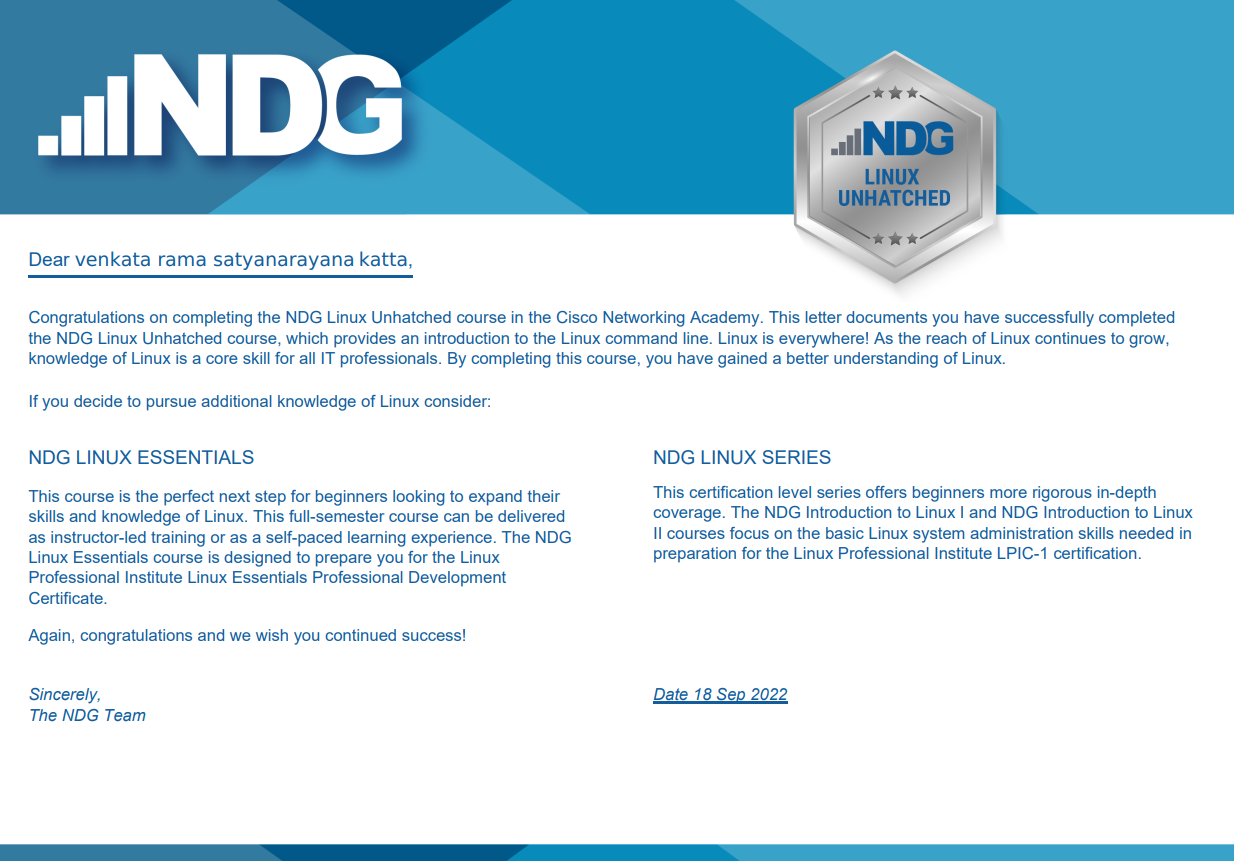 NDG
NDG
LINUX
UNHATCHED
Dear venkata rama satyanarayana katta,
Congratulations on completing the NDG Linux Unhatched course in the Cisco Networking Academy. This letter documents you have successfully completed
the NDG Linux Unhatched course, which provides an introduction to the Linux command line. Linux is everywhere! As the reach of Linux continues to grow,
knowledge of Linux is a core skill for all IT professionals. By completing this course, you have gained a better understanding of Linux.
If you decide to pursue additional knowledge of Linux consider:
NDG LINUX ESSENTIALS
This course is the perfect next step for beginners looking to expand their
skills and knowledge of Linux. This full-semester course can be delivered
as instructor-led training or as a self-paced learning experience. The NDG
Linux Essentials course is designed to prepare you for the Linux
Professional Institute Linux Essentials Professional Development
Certificate.
Again, congratulations and we wish you continued success!
NDG LINUX SERIES
This certification level series offers beginners more rigorous in-depth
coverage. The NDG Introduction to Linux I and NDG Introduction to Linux
II courses focus on the basic Linux system administration skills needed in
preparation for the Linux Professional Institute LPIC-1 certification.
Sincerely,
The NDG Team
Date 18 Sep 2022